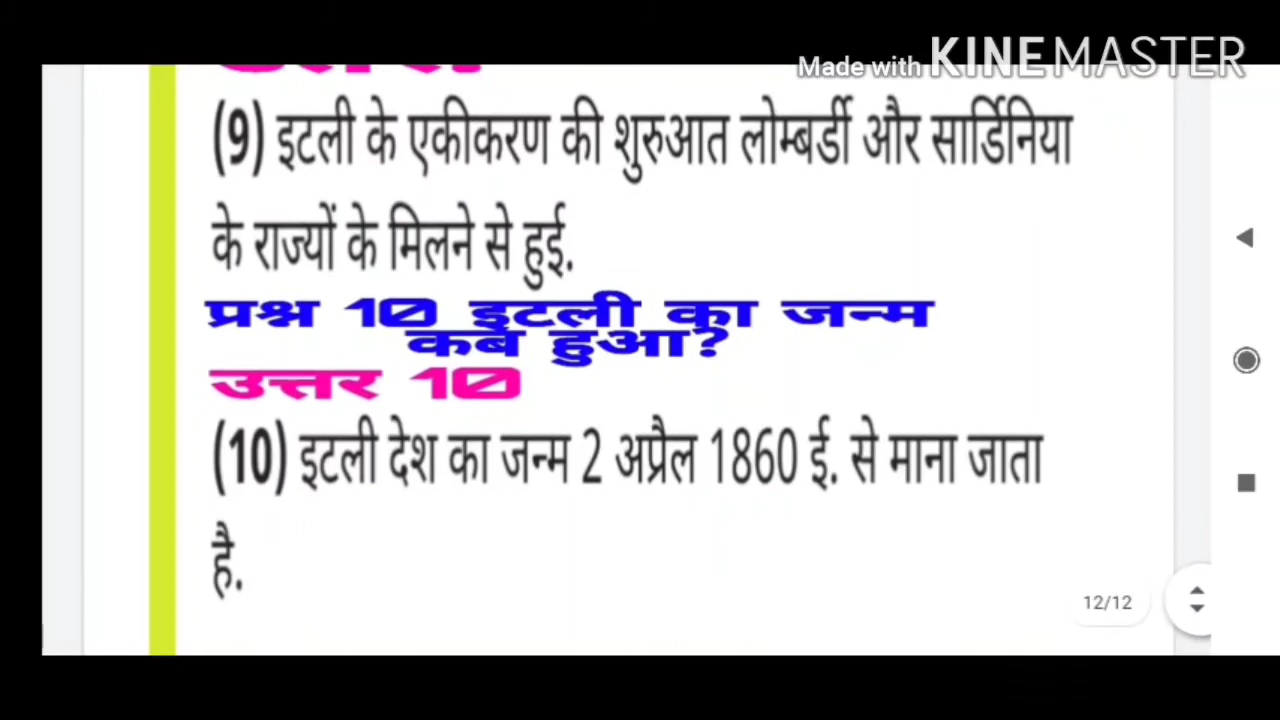 Made with KINEMASTER
(9) इटली के एकीकरण की शुरुआत लोम्बर्डी और सार्डिनिया
के राज्यों के मिलने से हुई.
प्रश्न 10 इटली का जन्म
कब हुआ?
उत्तर 10
(10) इटली देश का जन्म 2 अप्रैल 1860 ई. से माना जाता
है.
12/12